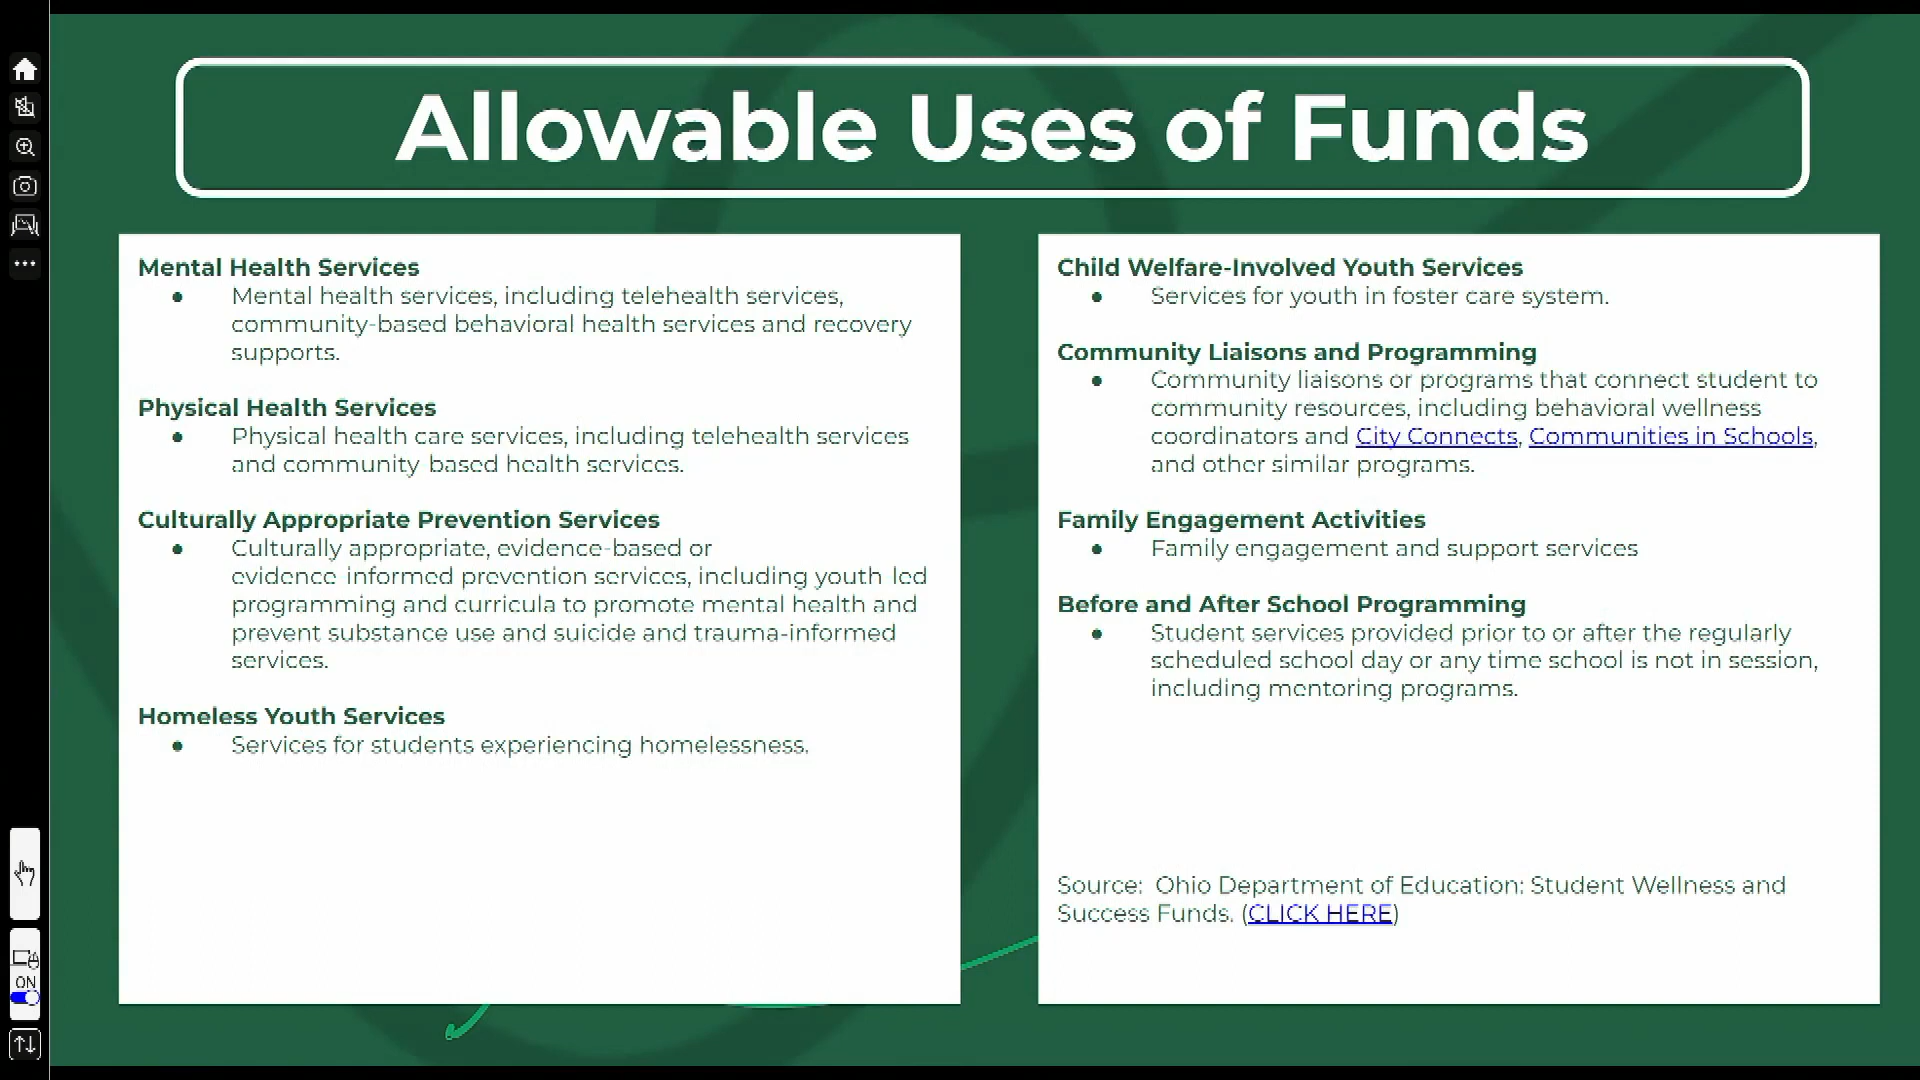 Allowable Uses of Funds
Mental Health Services
● Mental health services, including telehealth services,
community-based behavioral health services and recovery
supports.
Physical Health Services
● Physical health care services, including telehealth services
and community-based health services.
Culturally Appropriate Prevention Services
● Culturally appropriate, evidence-based or
evidence-informed prevention services, including youth-led
programming and curricula to promote mental health and
prevent substance use and suicide and trauma-informed
services.
Homeless Youth Services
● Services for students experiencing homelessness.
Child Welfare-Involved Youth Services
● Services for youth in foster care system.
Community Liaisons and Programming
● Community liaisons or programs that connect student to
community resources, including behavioral wellness
coordinators and City Connects, Communities in Schools,
and other similar programs.
Family Engagement Activities
● Family engagement and support services
Before and After School Programming
● Student services provided prior to or after the regularly
scheduled school day or any time school is not in session,
including mentoring programs.
Source: Ohio Department of Education: Student Wellness and
Success Funds. (CLICK HERE)
ON